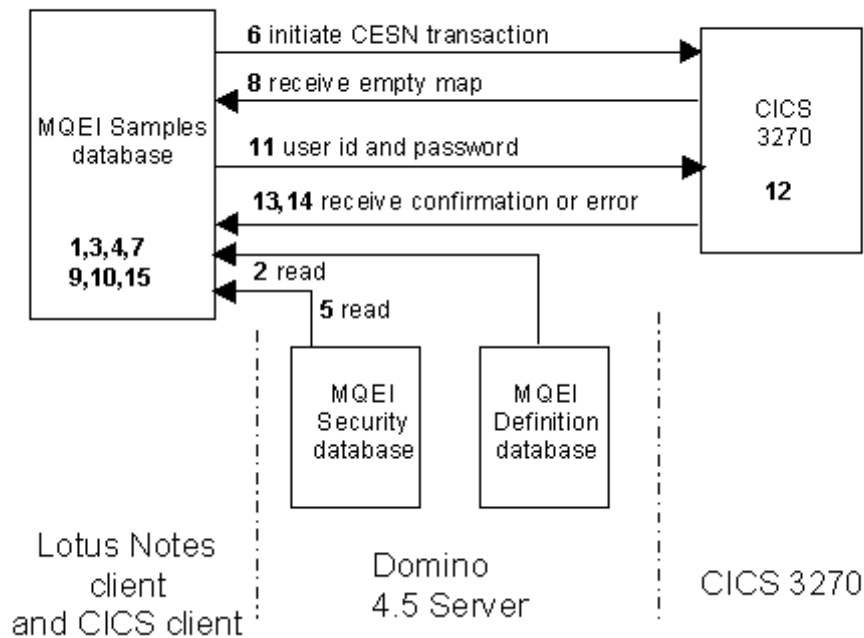 6 initiate CESN transaction
8 receive empty map
MQEI Samples
database
CICS
3270
11 user id and password
12
13,14 receive confirmation or error
1,3,4,7
9,10,15
2 read
5 read
MQEI
Security
database
MQEI
Definition
database
Lotus Notes
client
and CICS client
Domino
4.5 Server
CICS 3270